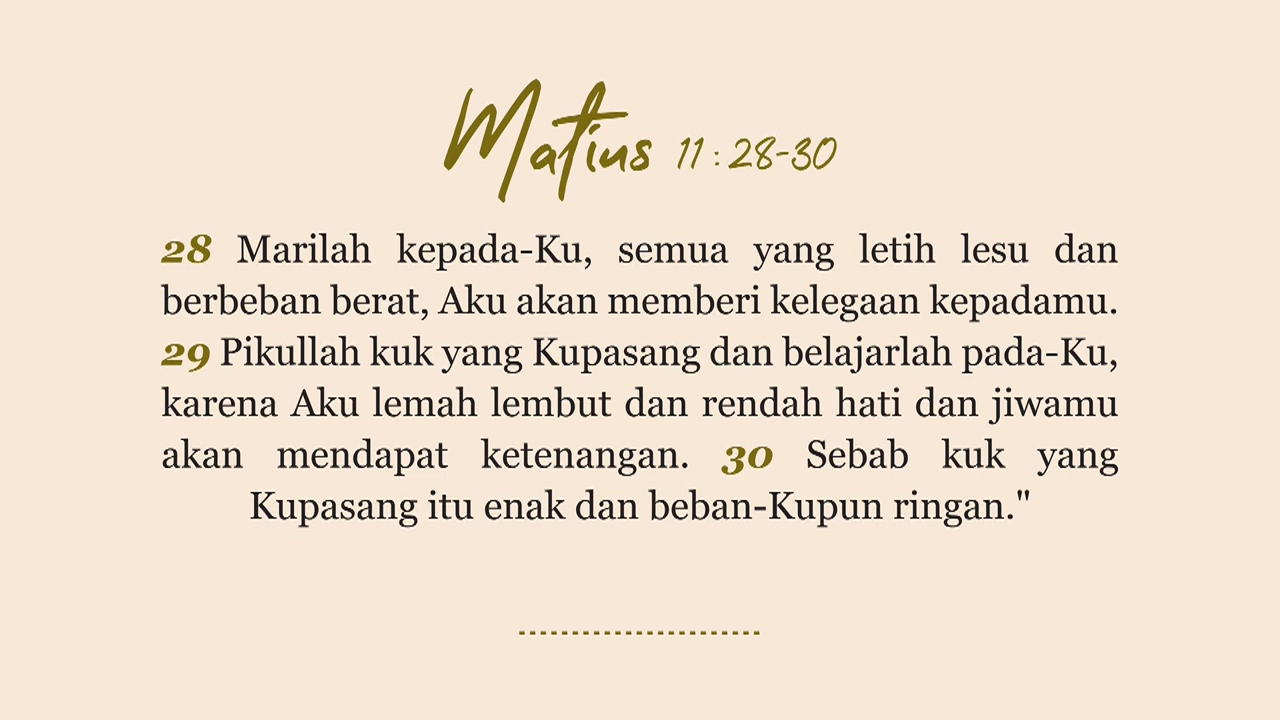 Matius 11 : 28-30
28 Marilah kepada-Ku, semua yang letih lesu dan
berbeban berat, Aku akan memberi kelegaan kepadamu.
29 Pikullah kuk yang Kupasang dan belajarlah pada-Ku,
karena Aku lemah lembut dan rendah hati dan jiwamu
akan mendapat ketenangan. 30 Sebab kuk yang
Kupasang itu enak dan beban-Kupun ringan."